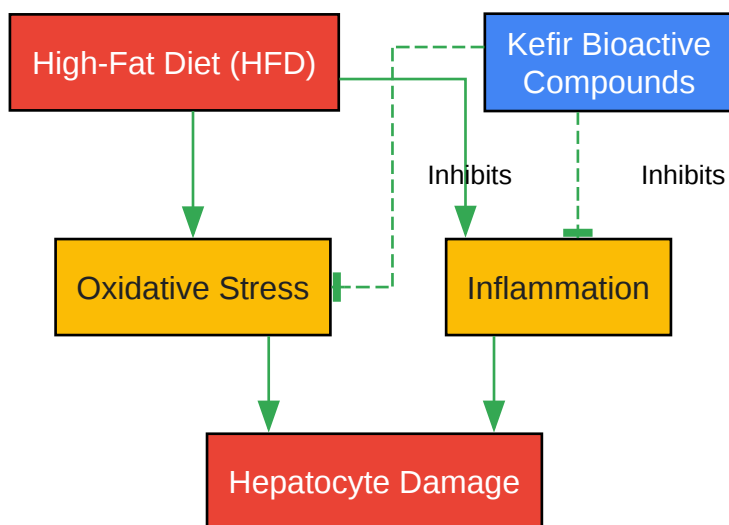 High-Fat Diet (HFD)
Kefir Bioactive
Compounds
Inhibits
Inhibits
Oxidative Stress
Inflammation
Hepatocyte Damage